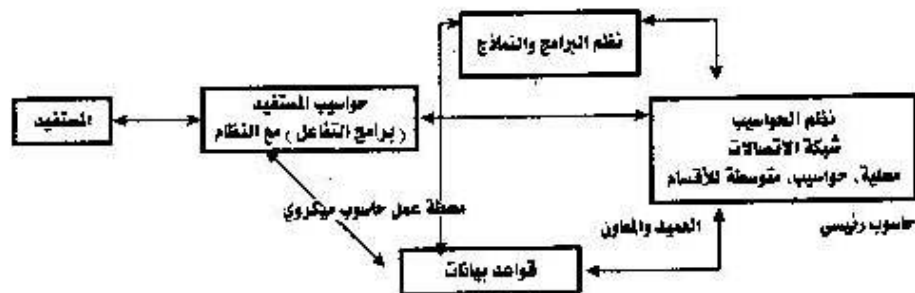 نظم البرامج والنماذج
المستفيد
حواسيب المستفيد
(برامج التفاعل) مع النظام
نظم الحواسيب
شبكة الاتصالات
محلية، حواسيب، متوسطة للأقسام
محطة عمل حاسوب ميكروي
العميد والمعاون
حاسوب رئيسي
قواعد بيانات